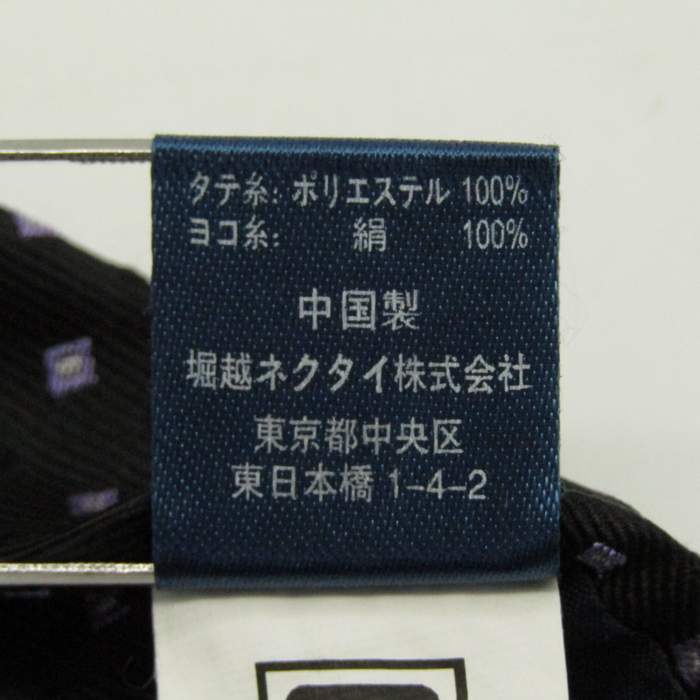 タテ糸: ポリエステル 100%
ヨコ糸: 絹 100%
中国製
堀越ネクタイ株式会社
東京都中央区
東日本橋 1-4-2